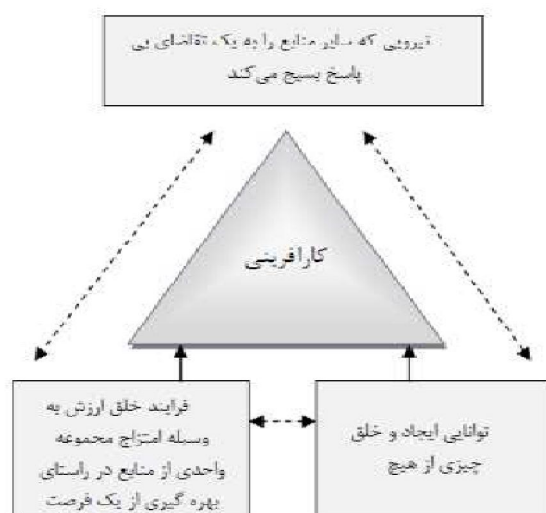 نیرویی که سایر منابع را به یک تقاضای بی
پاسخ بسیج می‌کند
کارافرینی
فرایند خلق ارزش به
وسیله امتزاج مجموعه
واحدی از منابع در راستای
بهره گیری از یک فرصت
توانایی ایجاد و خلق
چیزی از هیچ